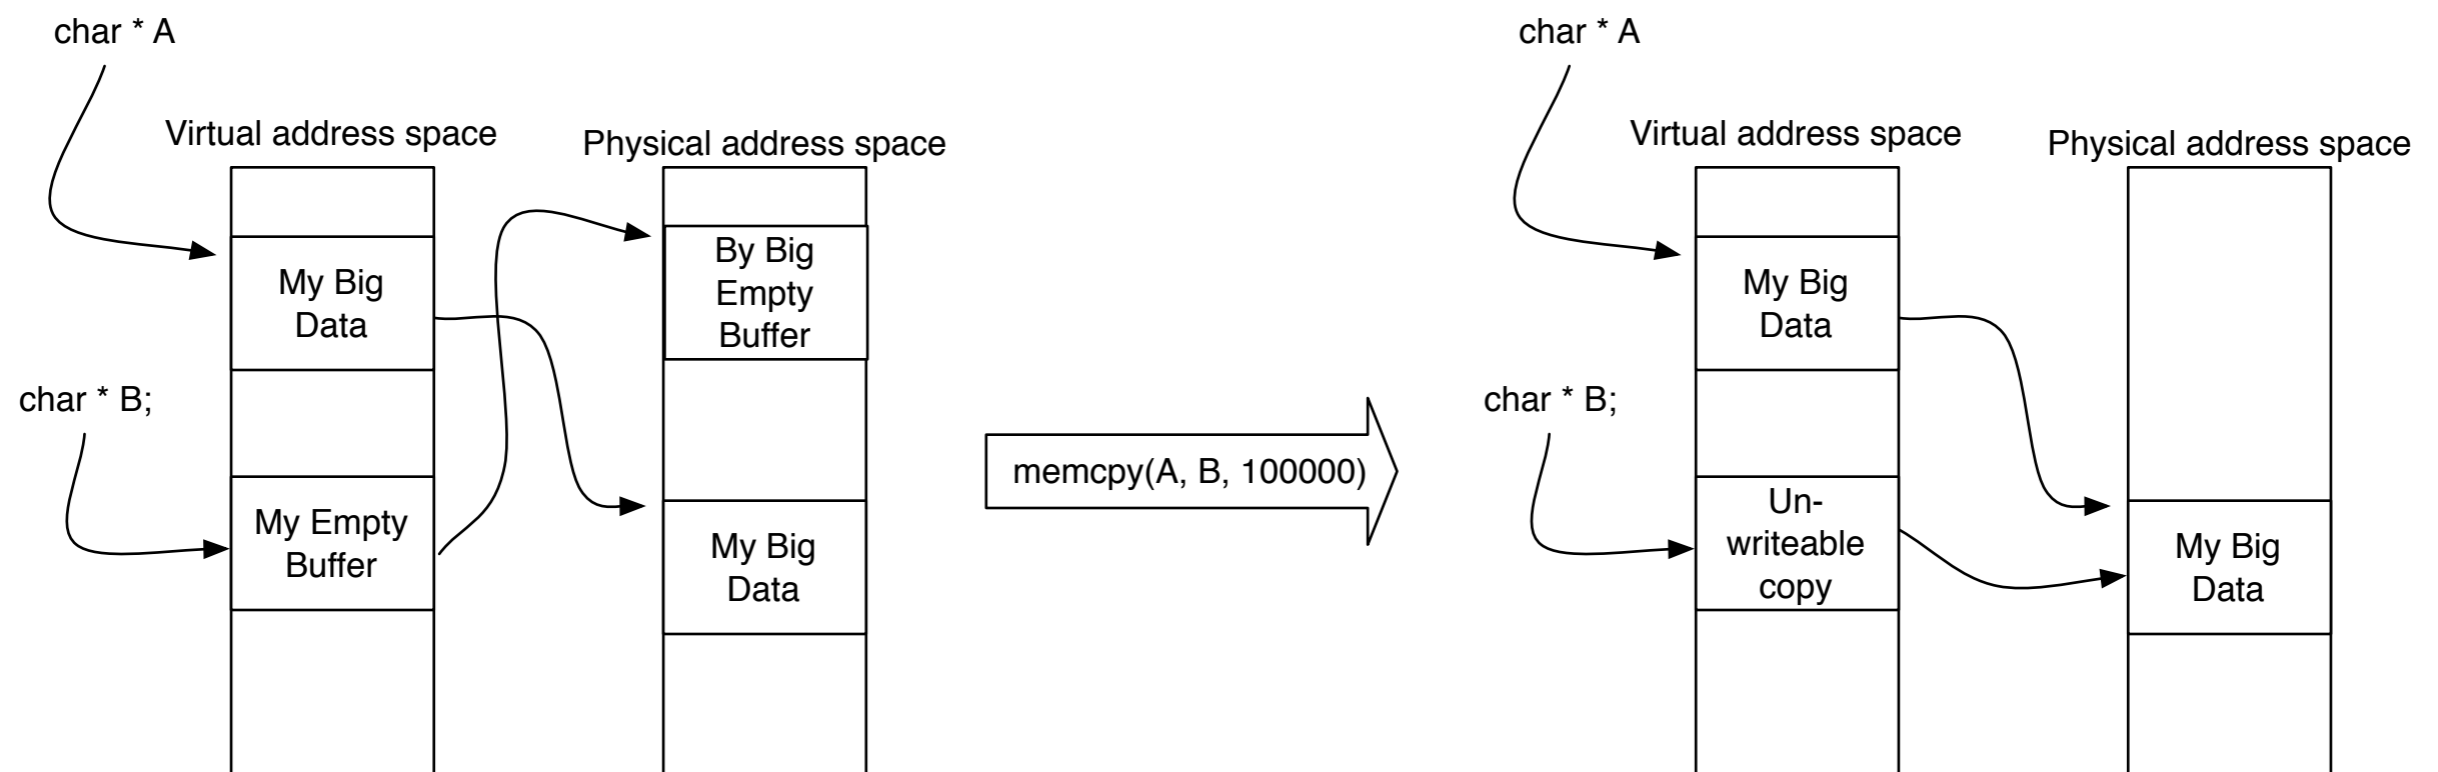 char * A
Virtual address space
Physical address space
My Big
Data
By Big
Empty
Buffer
char * B;
My Empty
Buffer
My Big
Data
memcpy(A, B, 100000)
char * A
Virtual address space
Physical address space
My Big
Data
char * B;
Un-
writeable
copy
My Big
Data